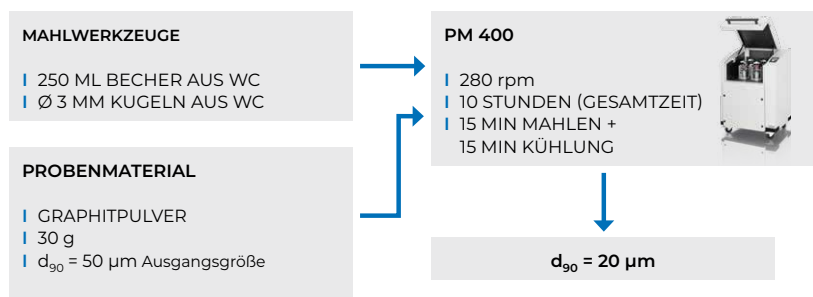 MAHLWERKZEUGE
I 250 ML BECHER AUS WC
I Ø 3 MM KUGELN AUS WC
PROBENMATERIAL
I GRAPHITPULVER
I 30 g
I d90 = 50 µm Ausgangsgröße
PM 400
I 280 rpm
I 10 STUNDEN (GESAMTZEIT)
I 15 MIN MAHLEN +
15 MIN KÜHLUNG
d90 = 20 µm